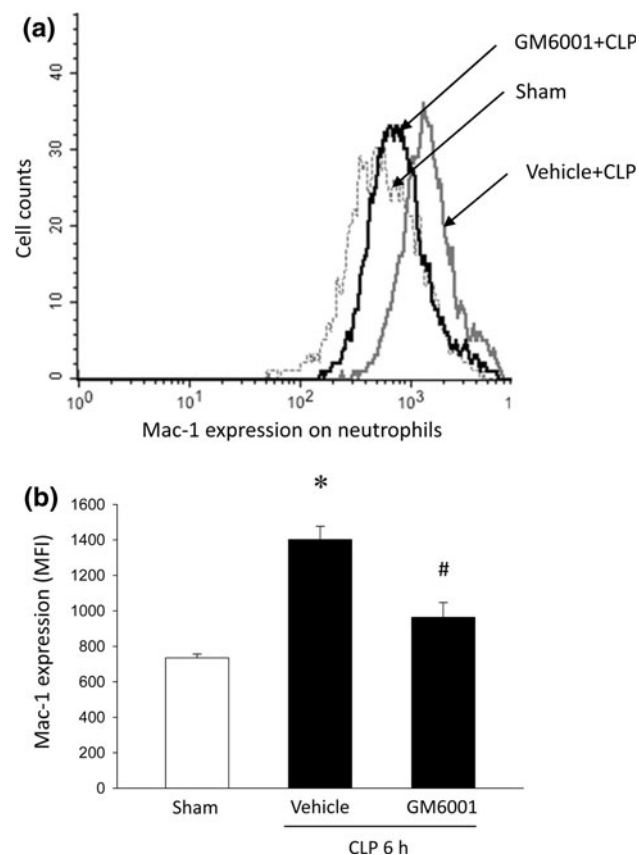 (a)
GM6001+CLP
Sham
Vehicle+CLP
Cell counts
40
30
20
10
0
10⁰ 10¹ 10² 10³ 1
Mac-1 expression on neutrophils
(b)
Mac-1 expression (MFI)
1600
1400
1200
1000
800
600
400
200
0
*
#
Sham Vehicle GM6001
CLP 6 h